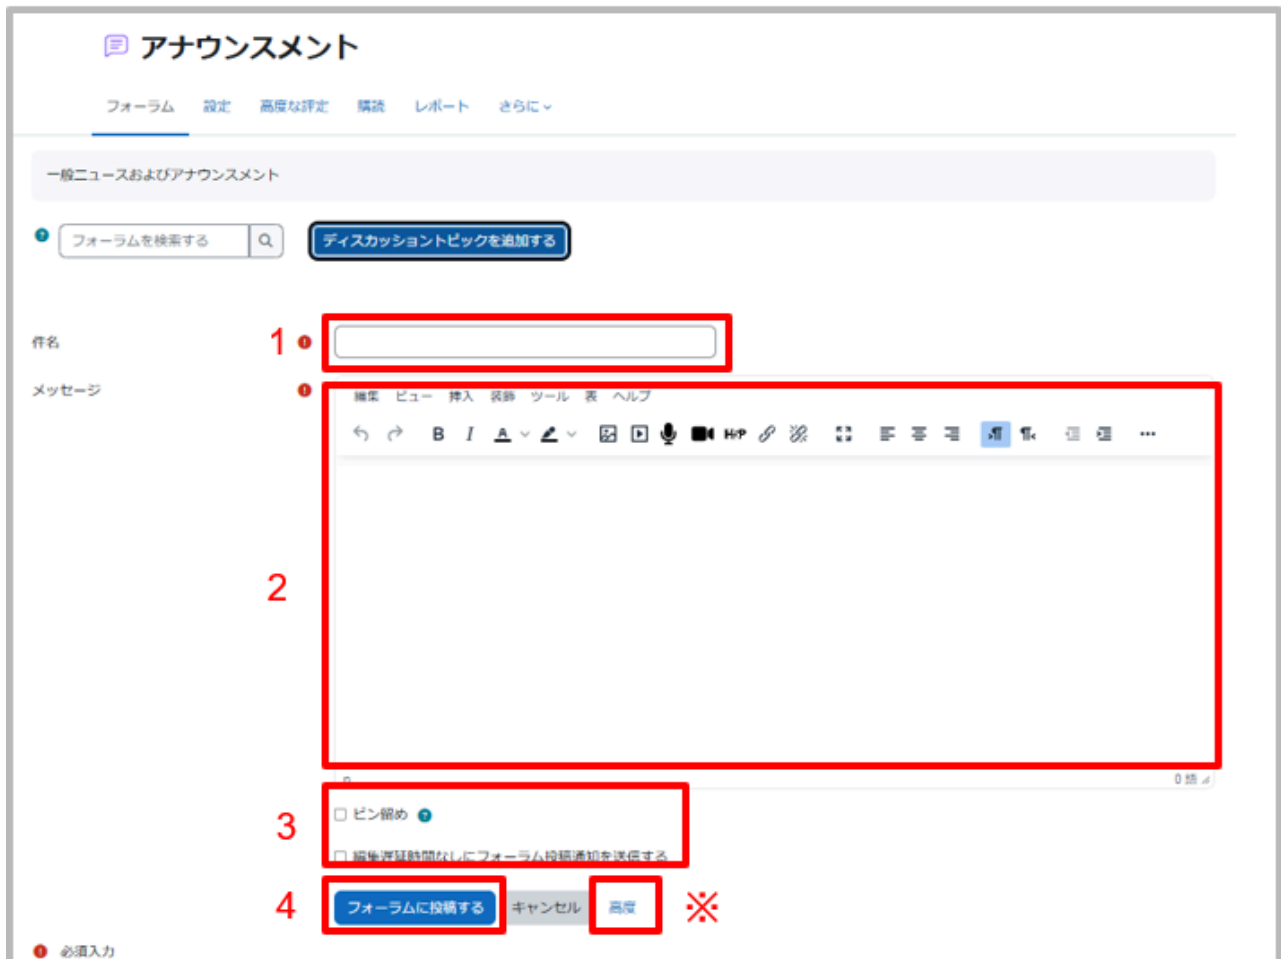 アナウンスメント
フォーラム 設定 高度な評定 購読 レポート さらに
一般ニュースおよびアナウンスメント
フォーラムを検索する ディスカッショントピックを追加する
件名 1
メッセージ
編集 ビュー 挿入 装飾 ツール 表 ヘルプ
B I A H-P
2
p 0 語
3 ピン留め
編集遅延時間なしにフォーラム投稿通知を送信する
4 フォーラムに投稿する キャンセル 高度 ※
必須入力